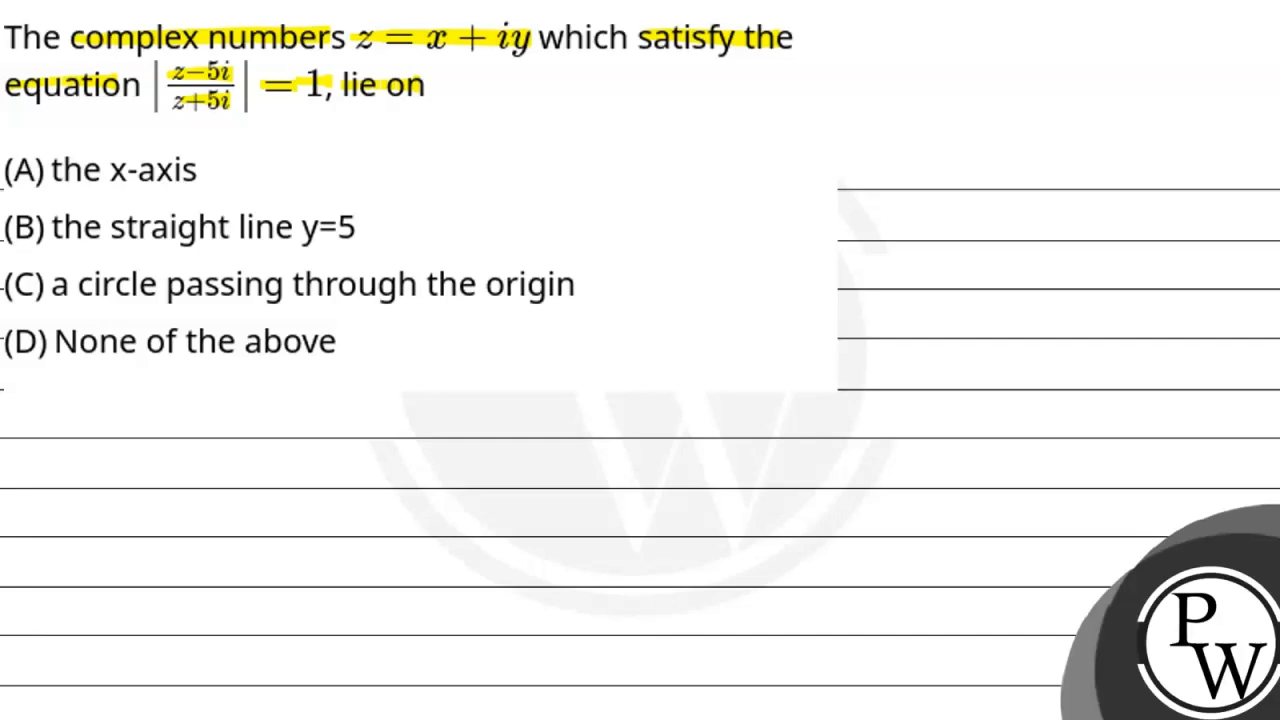 The complex numbers z = x + iy which satisfy the
equation |z−5i / z+5i| = 1, lie on
(A) the x-axis
(B) the straight line y=5
(C) a circle passing through the origin
(D) None of the above
P
W